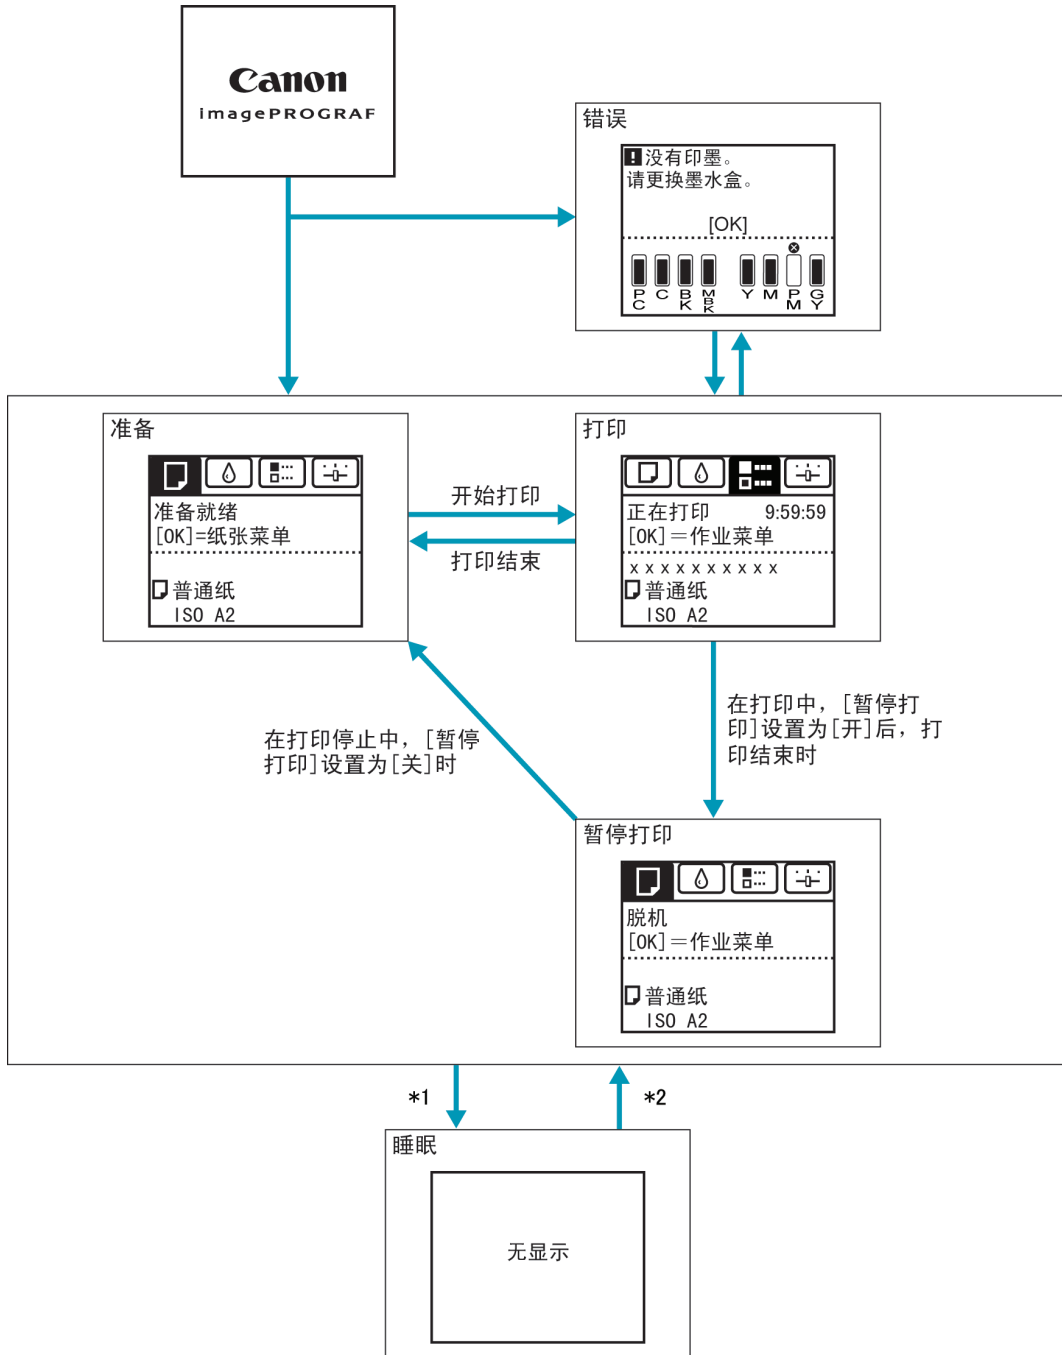 Canon
imagePROGRAF
错误
没有印墨。
请更换墨水盒。
[OK]
PC C BK MBK Y M PM GY
准备
准备就绪
[OK]=纸张菜单
普通纸
ISO A2
开始打印
打印结束
打印
正在打印 9:59:59
[OK]＝作业菜单
x x x x x x x x x x
普通纸
ISO A2
在打印停止中，[暂停
打印]设置为[关]时
在打印中，[暂停打
印]设置为[开]后，打
印结束时
暂停打印
脱机
[OK]＝作业菜单
普通纸
ISO A2
*1
*2
睡眠
无显示